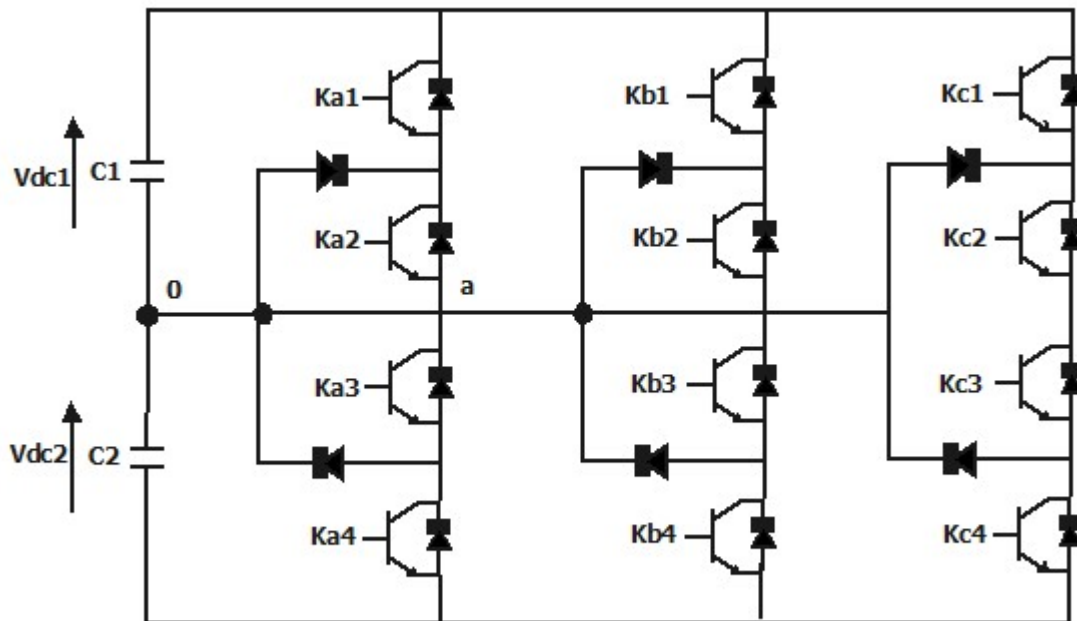 Ka1
Kb1
Kc1
Vdc1 C1
Ka2
Kb2
Kc2
0
a
Ka3
Kb3
Kc3
Vdc2 C2
Ka4
Kb4
Kc4